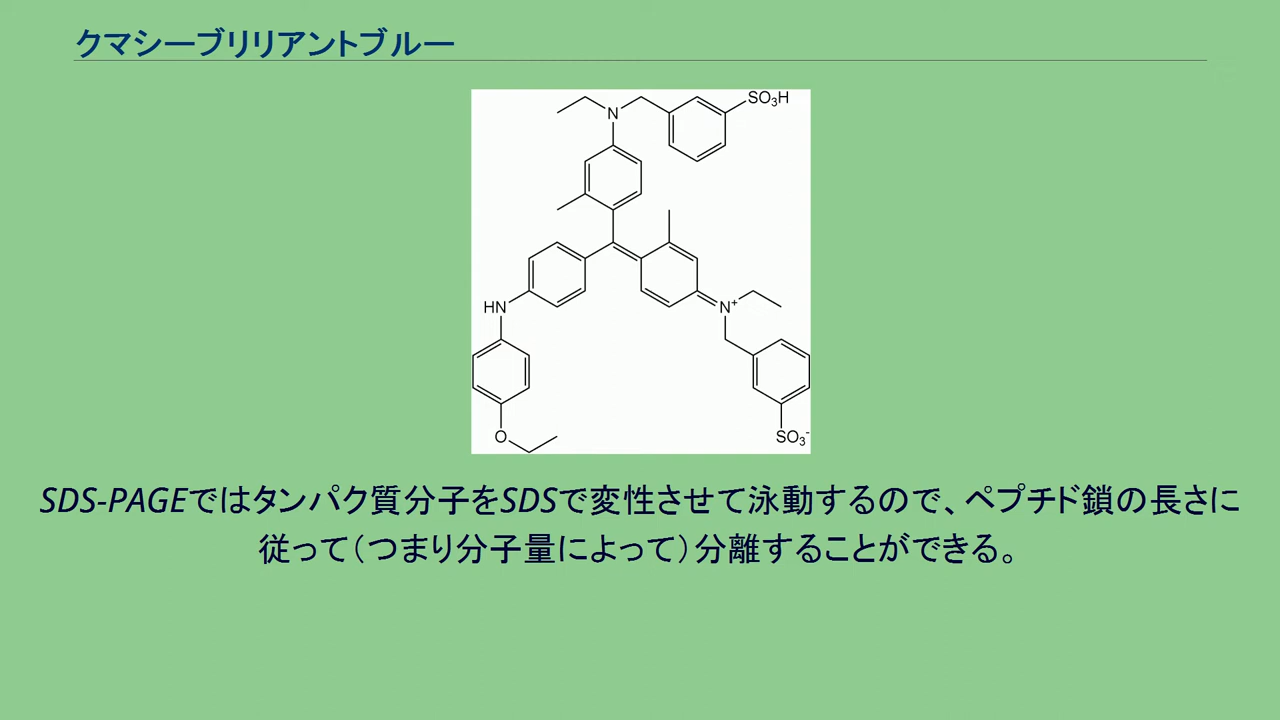 クマシーブリリアントブルー
SO₃H
N
HN
N⁺
O
SO₃⁻
SDS-PAGEではタンパク質分子をSDSで変性させて泳動するので、ペプチド鎖の長さに
従って（つまり分子量によって）分離することができる。